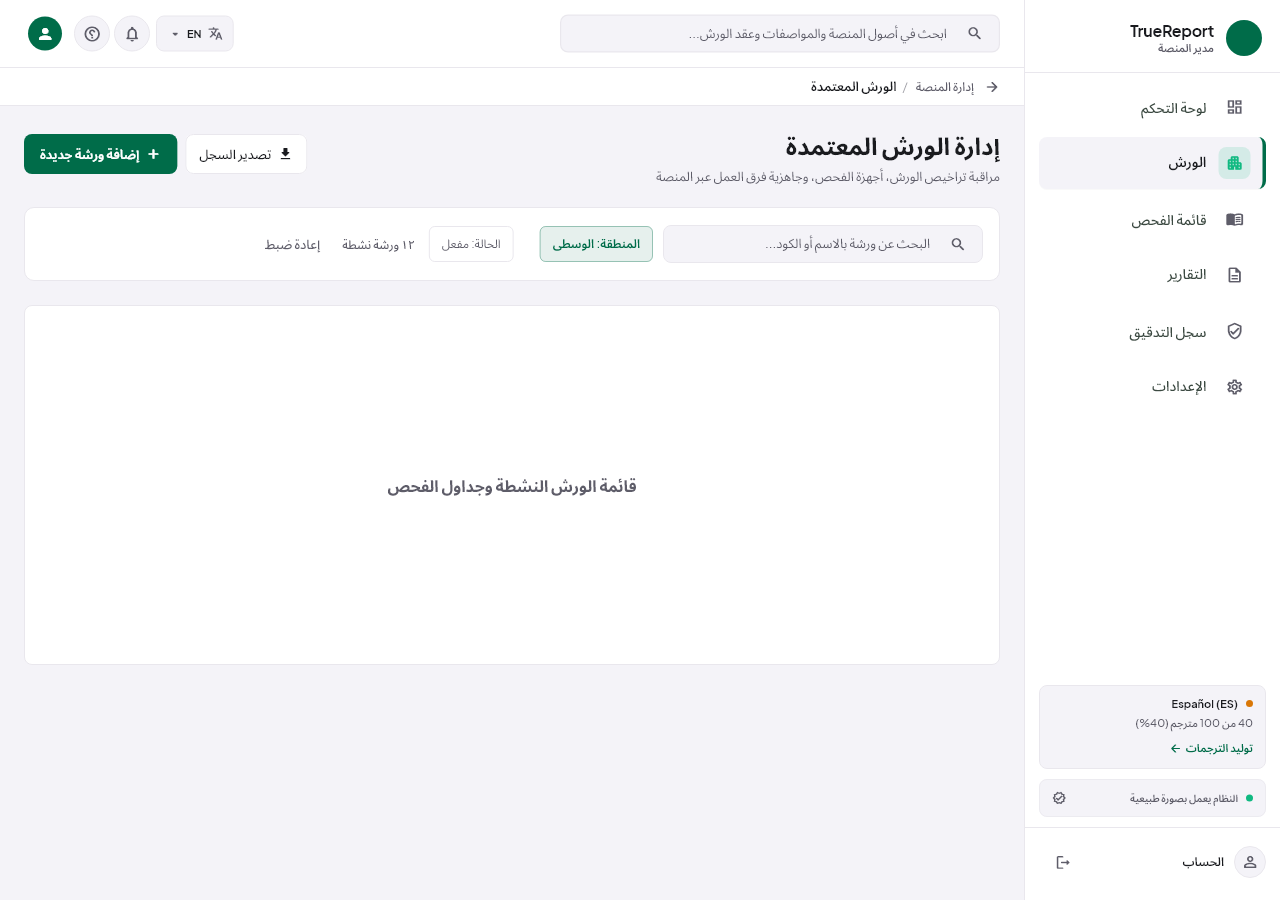 TrueReport
مدير المنصة
لوحة التحكم
الورش
قائمة الفحص
التقارير
سجل التدقيق
الإعدادات
Español (ES)
40 من 100 مترجم (40%)
توليد الترجمات ←
النظام يعمل بصورة طبيعية
الحساب
ابحث في أصول المنصة والمواصفات وعقد الورش...
EN
إدارة المنصة / الورش المعتمدة
إدارة الورش المعتمدة
مراقبة تراخيص الورش، أجهزة الفحص، وجاهزية فرق العمل عبر المنصة
تصدير السجل
إضافة ورشة جديدة
البحث عن ورشة بالاسم أو الكود...
المنطقة: الوسطى
الحالة: مفعل
١٢ ورشة نشطة
إعادة ضبط
قائمة الورش النشطة وجداول الفحص